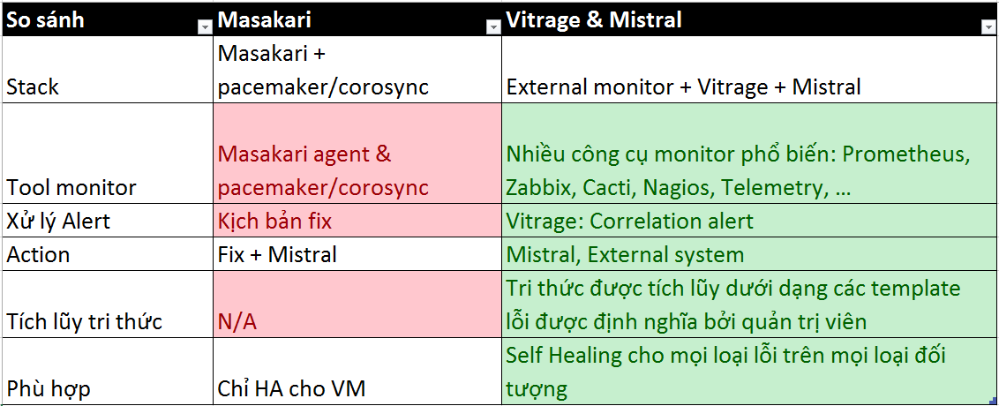 So sánh
Masakari
Vitrage & Mistral
Stack
Masakari +
pacemaker/corosync
External monitor + Vitrage + Mistral
Tool monitor
Masakari agent &
pacemaker/corosync
Nhiều công cụ monitor phổ biến: Prometheus,
Zabbix, Cacti, Nagios, Telemetry, ...
Xử lý Alert
Kịch bản fix
Vitrage: Correlation alert
Action
Fix + Mistral
Mistral, External system
Tích lũy tri thức
N/A
Tri thức được tích lũy dưới dạng các template
lỗi được định nghĩa bởi quản trị viên
Phù hợp
Chỉ HA cho VM
Self Healing cho mọi loại lỗi trên mọi loại đối
tượng